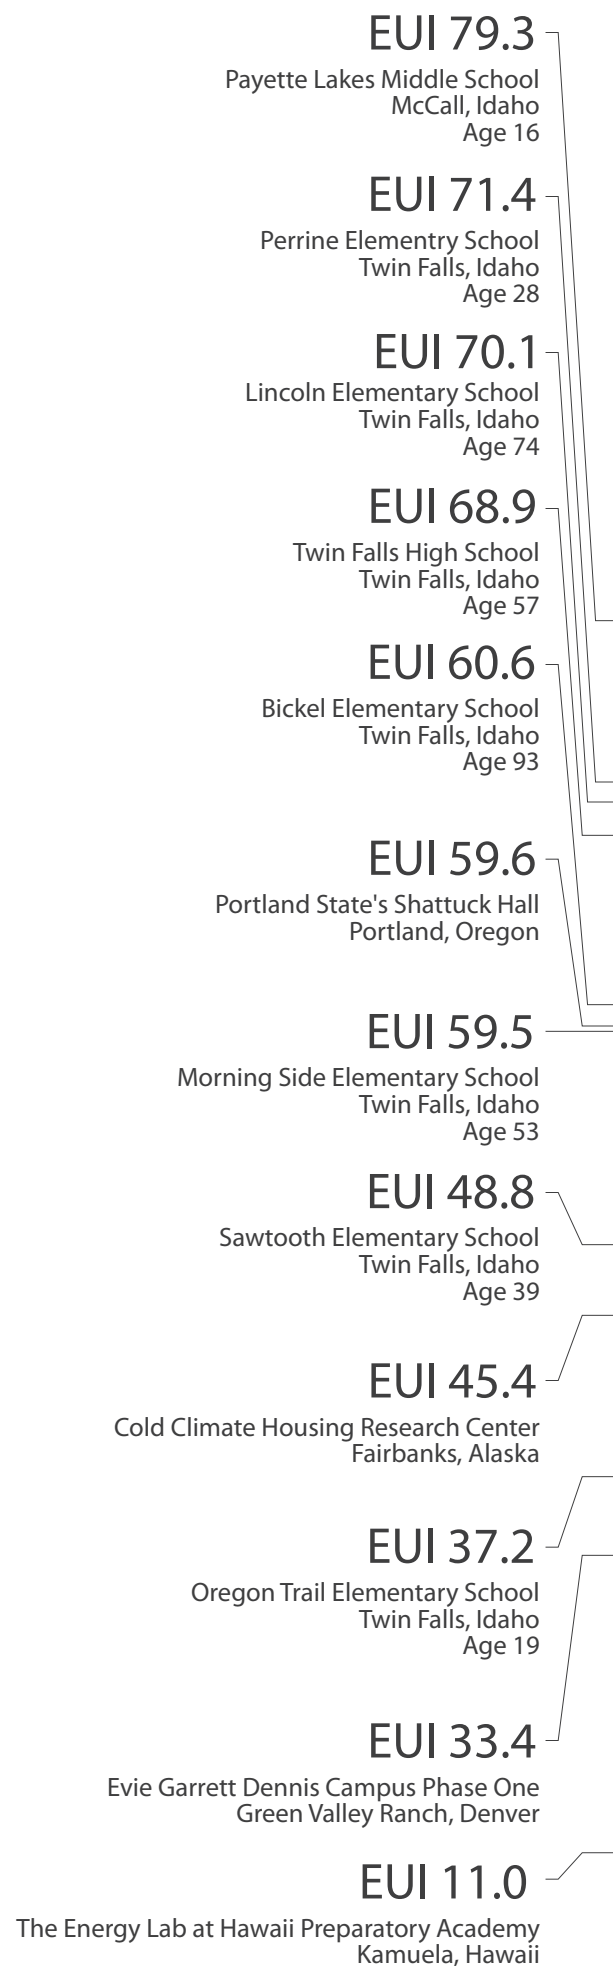 EUI 79.3
Payette Lakes Middle School
McCall, Idaho
Age 16
EUI 71.4
Perrine Elementry School
Twin Falls, Idaho
Age 28
EUI 70.1
Lincoln Elementary School
Twin Falls, Idaho
Age 74
EUI 68.9
Twin Falls High School
Twin Falls, Idaho
Age 57
EUI 60.6
Bickel Elementary School
Twin Falls, Idaho
Age 93
EUI 59.6
Portland State's Shattuck Hall
Portland, Oregon
EUI 59.5
Morning Side Elementary School
Twin Falls, Idaho
Age 53
EUI 48.8
Sawtooth Elementary School
Twin Falls, Idaho
Age 39
EUI 45.4
Cold Climate Housing Research Center
Fairbanks, Alaska
EUI 37.2
Oregon Trail Elementary School
Twin Falls, Idaho
Age 19
EUI 33.4
Evie Garrett Dennis Campus Phase One
Green Valley Ranch, Denver
EUI 11.0
The Energy Lab at Hawaii Preparatory Academy
Kamuela, Hawaii